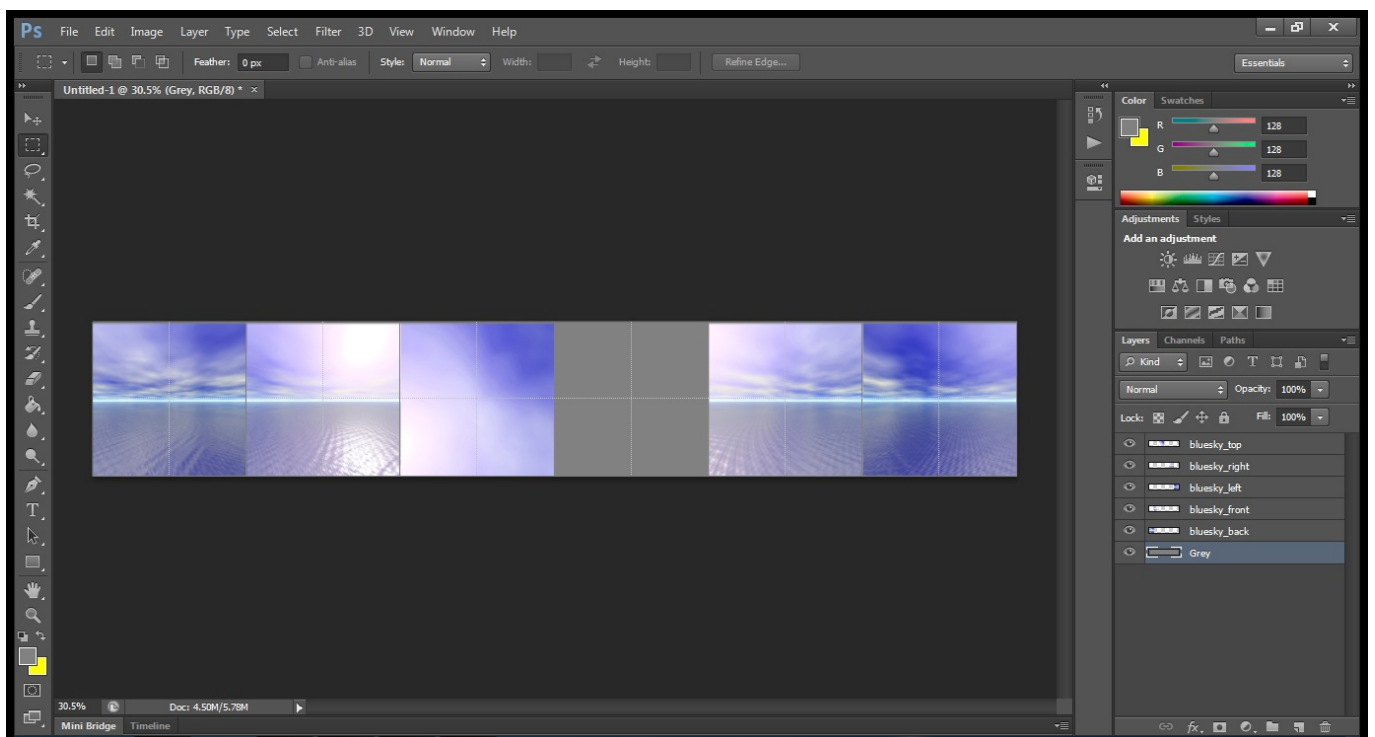 Ps File Edit Image Layer Type Select Filter 3D View Window Help
Feather: 0 px Anti-alias Style: Normal Width: Height: Refine Edge... Essentials
Untitled-1 @ 30.5% (Grey, RGB/8) * ×
Color Swatches
R 128
G 128
B 128
Adjustments Styles
Add an adjustment
Layers Channels Paths
Kind
Normal Opacity: 100%
Lock: Fill: 100%
bluesky_top
bluesky_right
bluesky_left
bluesky_front
bluesky_back
Grey
30.5% Doc: 4.50M/5.78M
Mini Bridge Timeline